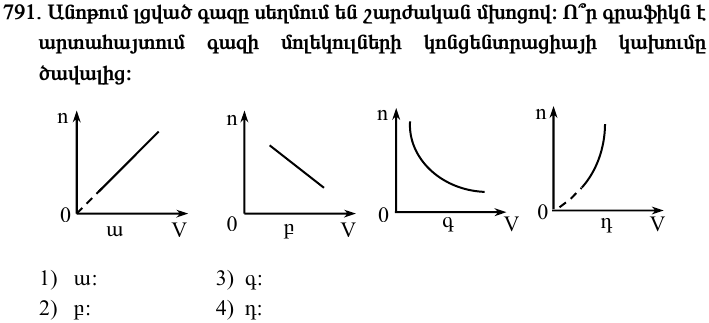 791. Անոթում լցված գազը սեղմում են շարժական մխոցով: Ո՞ր գրաֆիկն է
արտահայտում գազի մոլեկուլների կոնցենտրացիայի կախումը
ծավալից:
n n n n
0 ա V 0 բ V 0 գ V 0 դ V
1) ա: 3) գ:
2) բ: 4) դ: